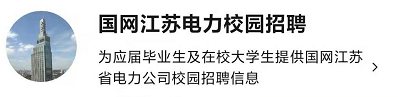 国网江苏电力校园招聘
为应届毕业生及在校大学生提供国网江苏
省电力公司校园招聘信息